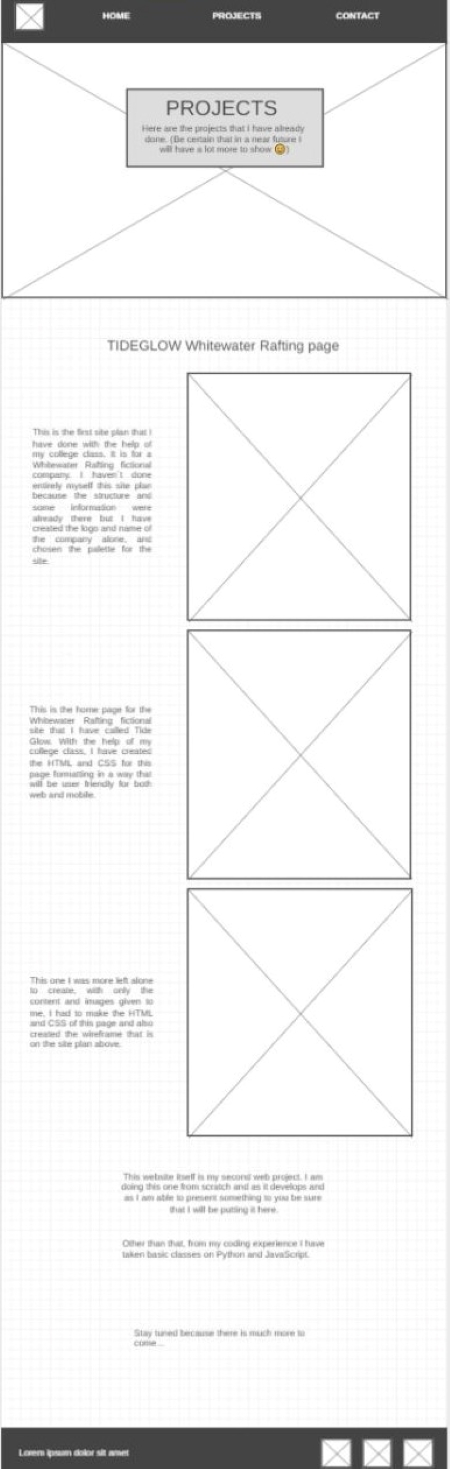 HOME PROJECTS CONTACT
PROJECTS
Here are the projects that I have already
done. (Be certain that in a near future I
will have a lot more to show 😉)
TIDEGLOW Whitewater Rafting page
This is the first site plan that I
have done with the help of
my college class. It is for a
Whitewater Rafting fictional
company. I haven't done
entirely myself this site plan
because the structure and
some information were
already there but I have
created the logo and name of
the company alone, and
chosen the palette for the
site.
This is the home page for the
Whitewater Rafting fictional
site that I have called Tide
Glow. With the help of my
college class, I have created
the HTML and CSS for this
page formatting in a way that
will be user friendly for both
web and mobile.
This one I was more left alone
to create, with only the
content and images given to
me, I had to make the HTML
and CSS of this page and also
created the wireframe that is
on the site plan above.
This website itself is my second web project. I am
doing this one from scratch and as it develops and
as I am able to present something to you be sure
that I will be putting it here.
Other than that, from my coding experience I have
taken basic classes on Python and JavaScript.
Stay tuned because there is much more to
come...
Lorem ipsum dolor sit amet